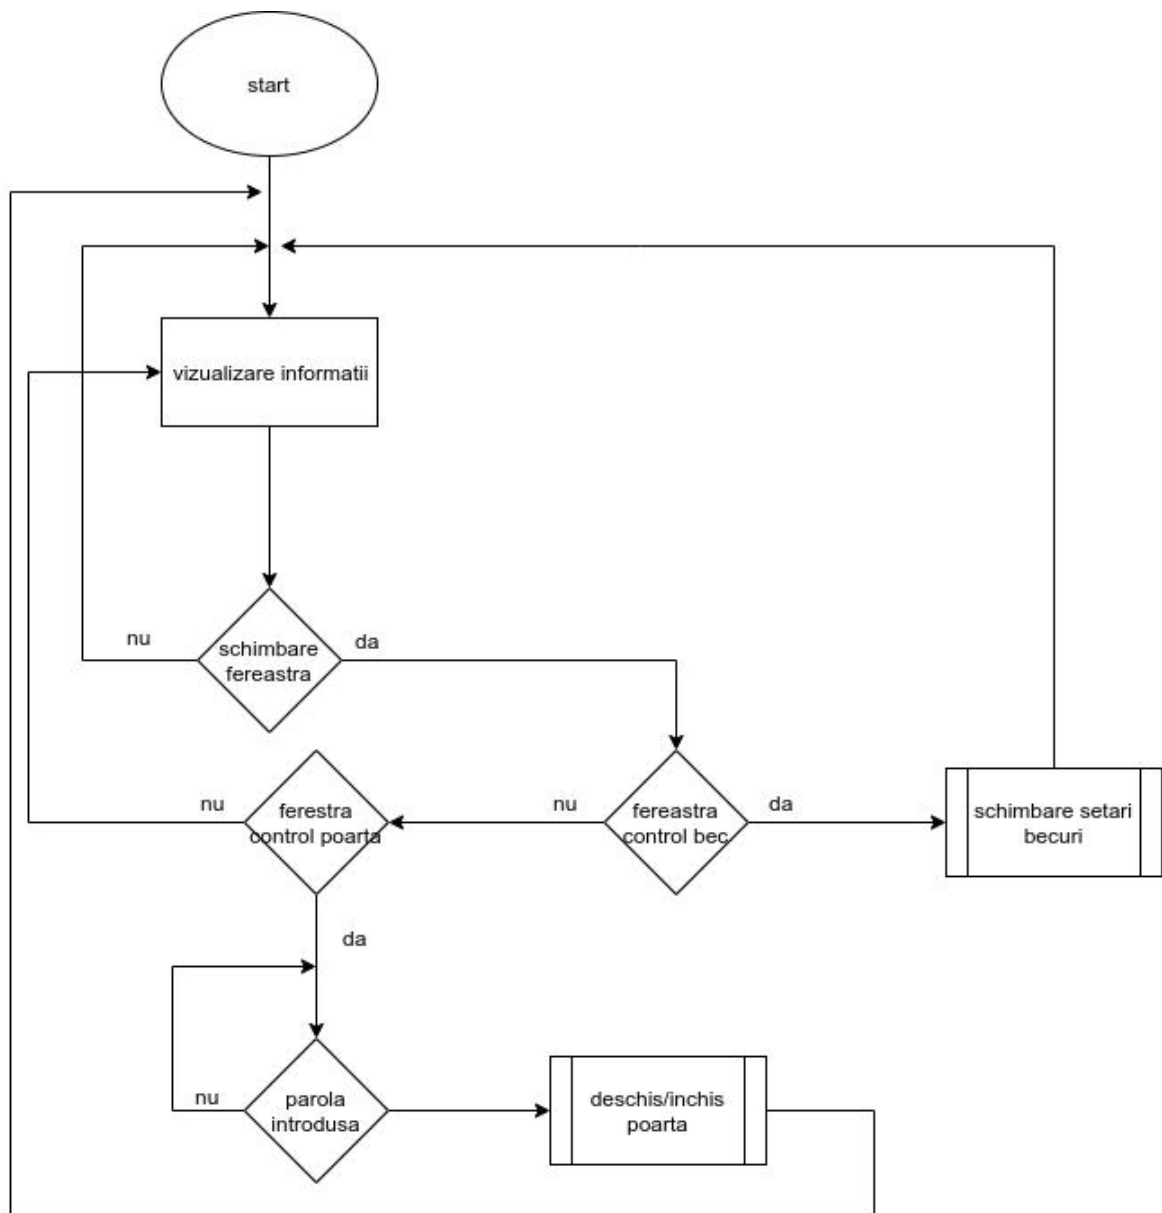 start
vizualizare informatii
nu
schimbare
fereastra
da
nu
ferestra
control poarta
nu
fereastra
control bec
da
schimbare setari
becuri
da
nu
parola
introdusa
deschis/inchis
poarta